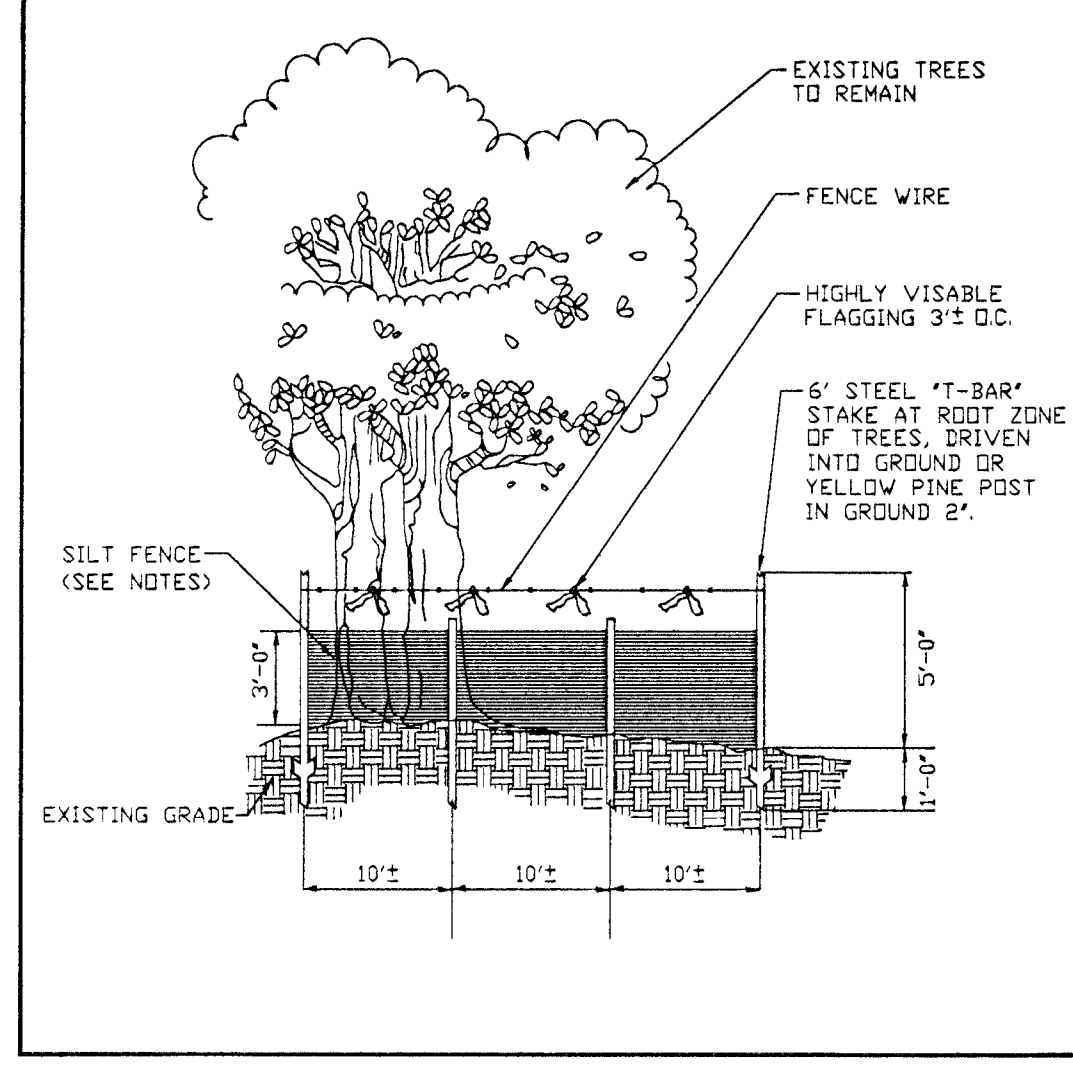 EXISTING TREES
TO REMAIN
FENCE WIRE
HIGHLY VISABLE
FLAGGING 3'± O.C.
6' STEEL "T-BAR"
STAKE AT ROOT ZONE
OF TREES, DRIVEN
INTO GROUND OR
YELLOW PINE POST
IN GROUND 2".
SILT FENCE
(SEE NOTES)
3'-0"
5'-0"
1'-0"
EXISTING GRADE
10'±
10'±
10'±